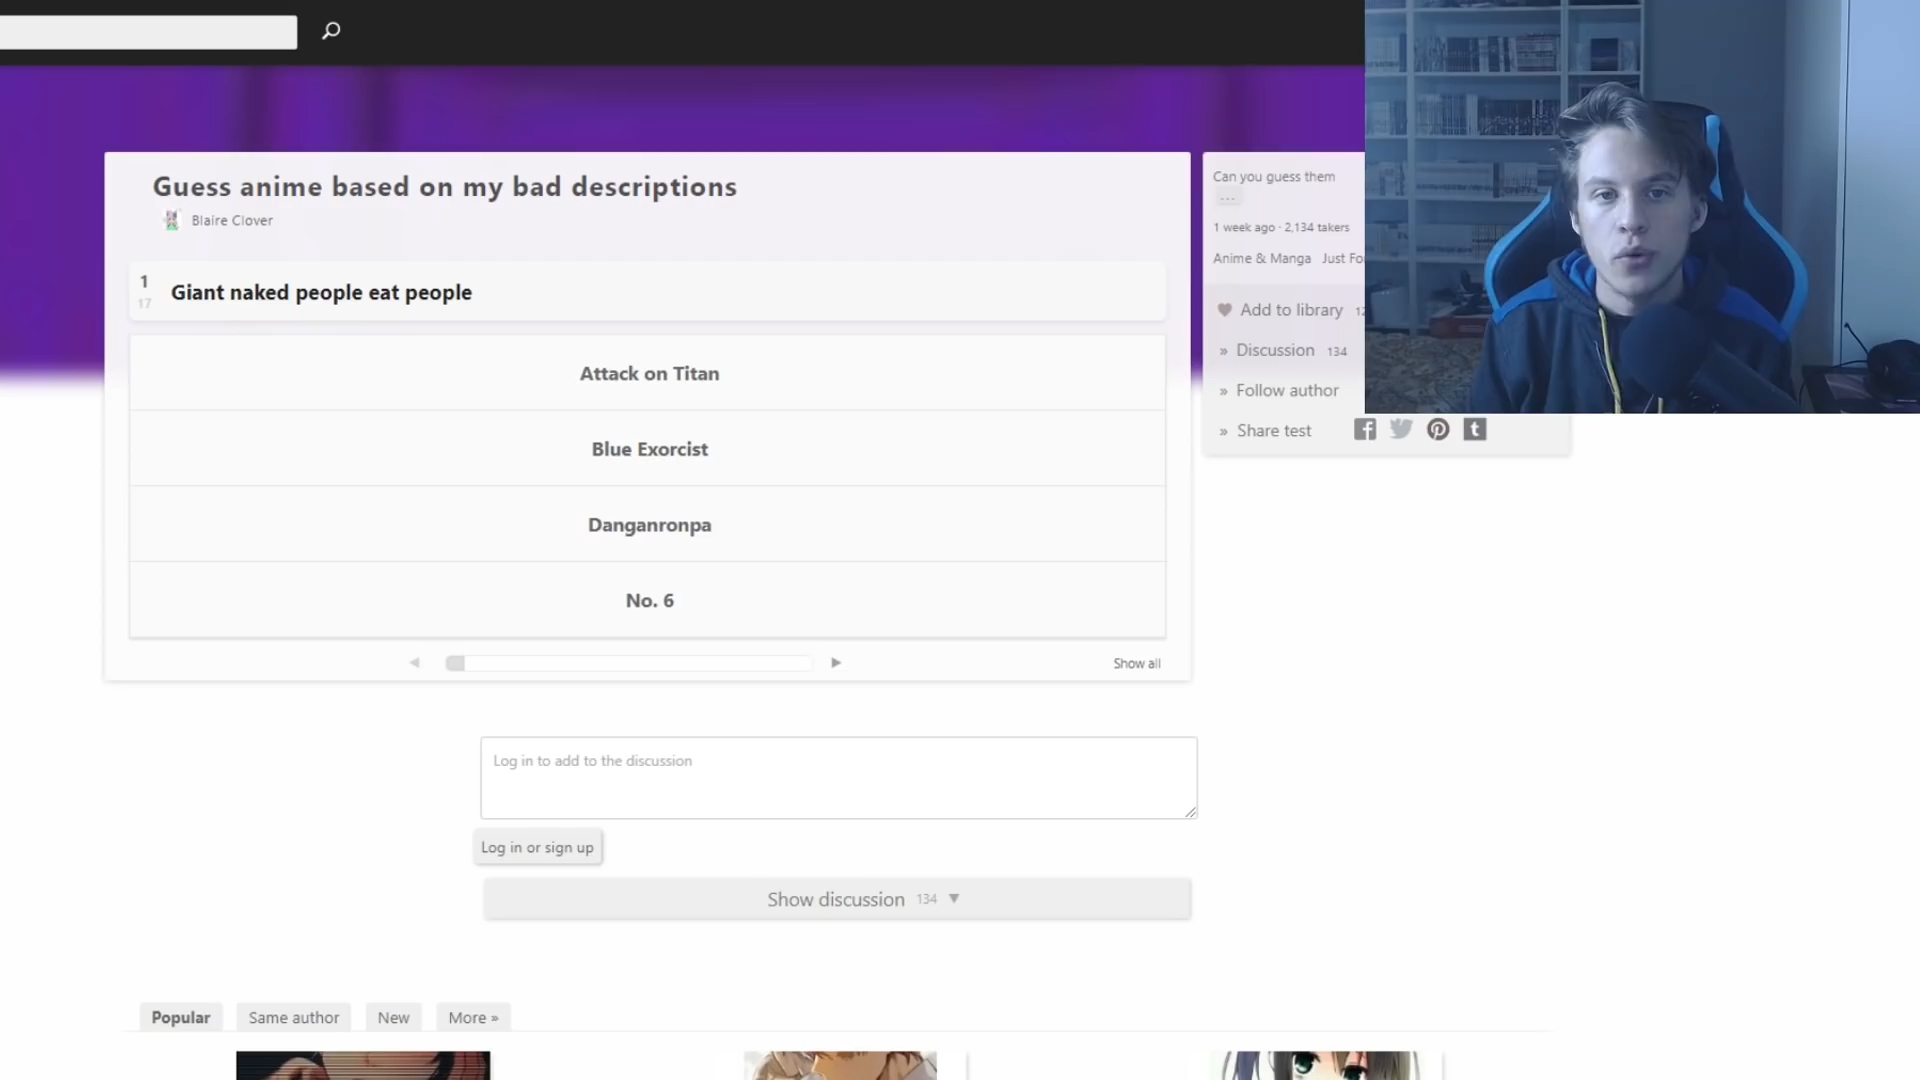 Guess anime based on my bad descriptions
Blaire Clover
1
17
Giant naked people eat people
Attack on Titan
Blue Exorcist
Danganronpa
No. 6
Show all
Can you guess them
...
1 week ago · 2,134 takers
Anime & Manga Just Fo
Add to library 12
» Discussion 134
» Follow author
» Share test
Log in to add to the discussion
Log in or sign up
Show discussion 134 ▼
Popular
Same author
New
More »